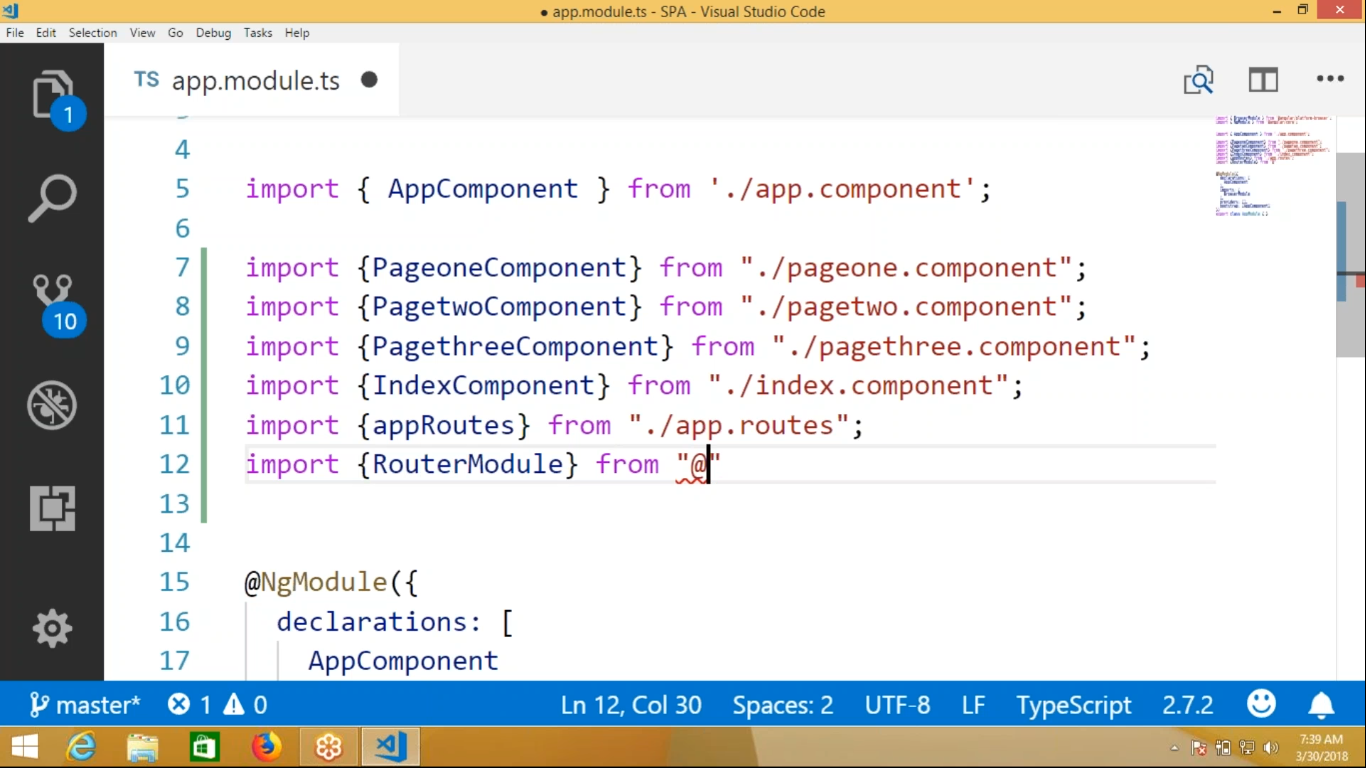 ● app.module.ts - SPA - Visual Studio Code
File Edit Selection View Go Debug Tasks Help
TS app.module.ts ●
1
10
4
5 import { AppComponent } from './app.component';
6
7 import {PageoneComponent} from "./pageone.component";
8 import {PagetwoComponent} from "./pagetwo.component";
9 import {PagethreeComponent} from "./pagethree.component";
10 import {IndexComponent} from "./index.component";
11 import {appRoutes} from "./app.routes";
12 import {RouterModule} from "@"
13
14
15 @NgModule({
16 declarations: [
17 AppComponent
master* 1 0 Ln 12, Col 30 Spaces: 2 UTF-8 LF TypeScript 2.7.2
7:39 AM
3/30/2018